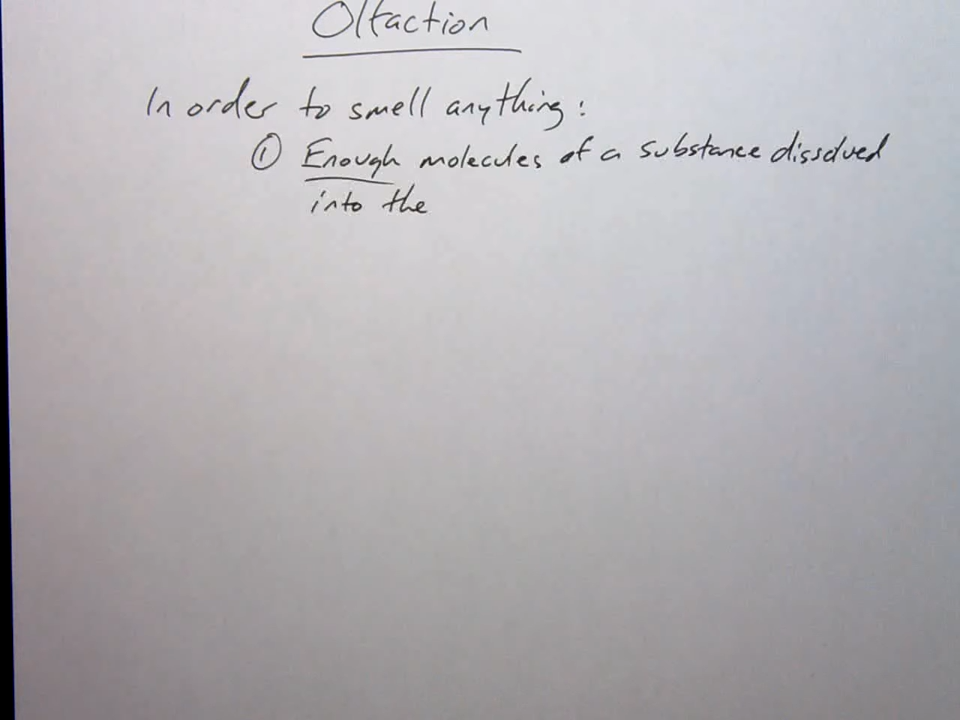 Olfaction
In order to smell anything:
① Enough molecules of a substance dissolved
into the